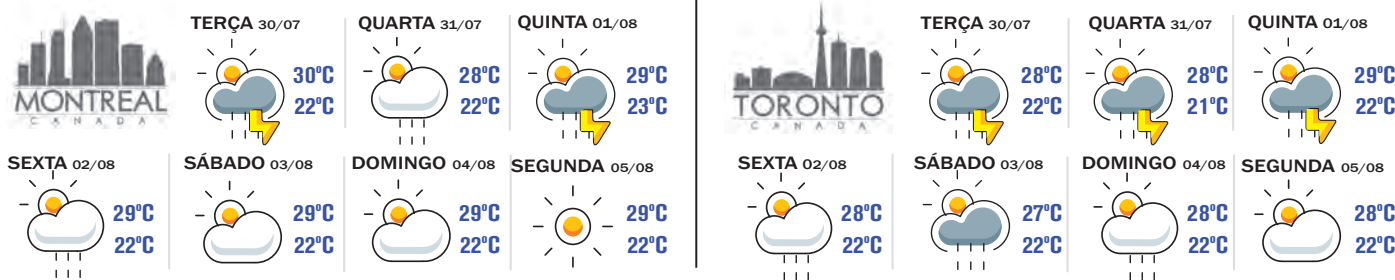 MONTREAL
CANADA
TERÇA 30/07
30ºC
22ºC
QUARTA 31/07
28ºC
22ºC
QUINTA 01/08
29ºC
23ºC
SEXTA 02/08
29ºC
22ºC
SÁBADO 03/08
29ºC
22ºC
DOMINGO 04/08
29ºC
22ºC
SEGUNDA 05/08
29ºC
22ºC
TORONTO
CANADA
TERÇA 30/07
28ºC
22ºC
QUARTA 31/07
28ºC
21ºC
QUINTA 01/08
29ºC
22ºC
SEXTA 02/08
28ºC
22ºC
SÁBADO 03/08
27ºC
22ºC
DOMINGO 04/08
28ºC
22ºC
SEGUNDA 05/08
28ºC
22ºC